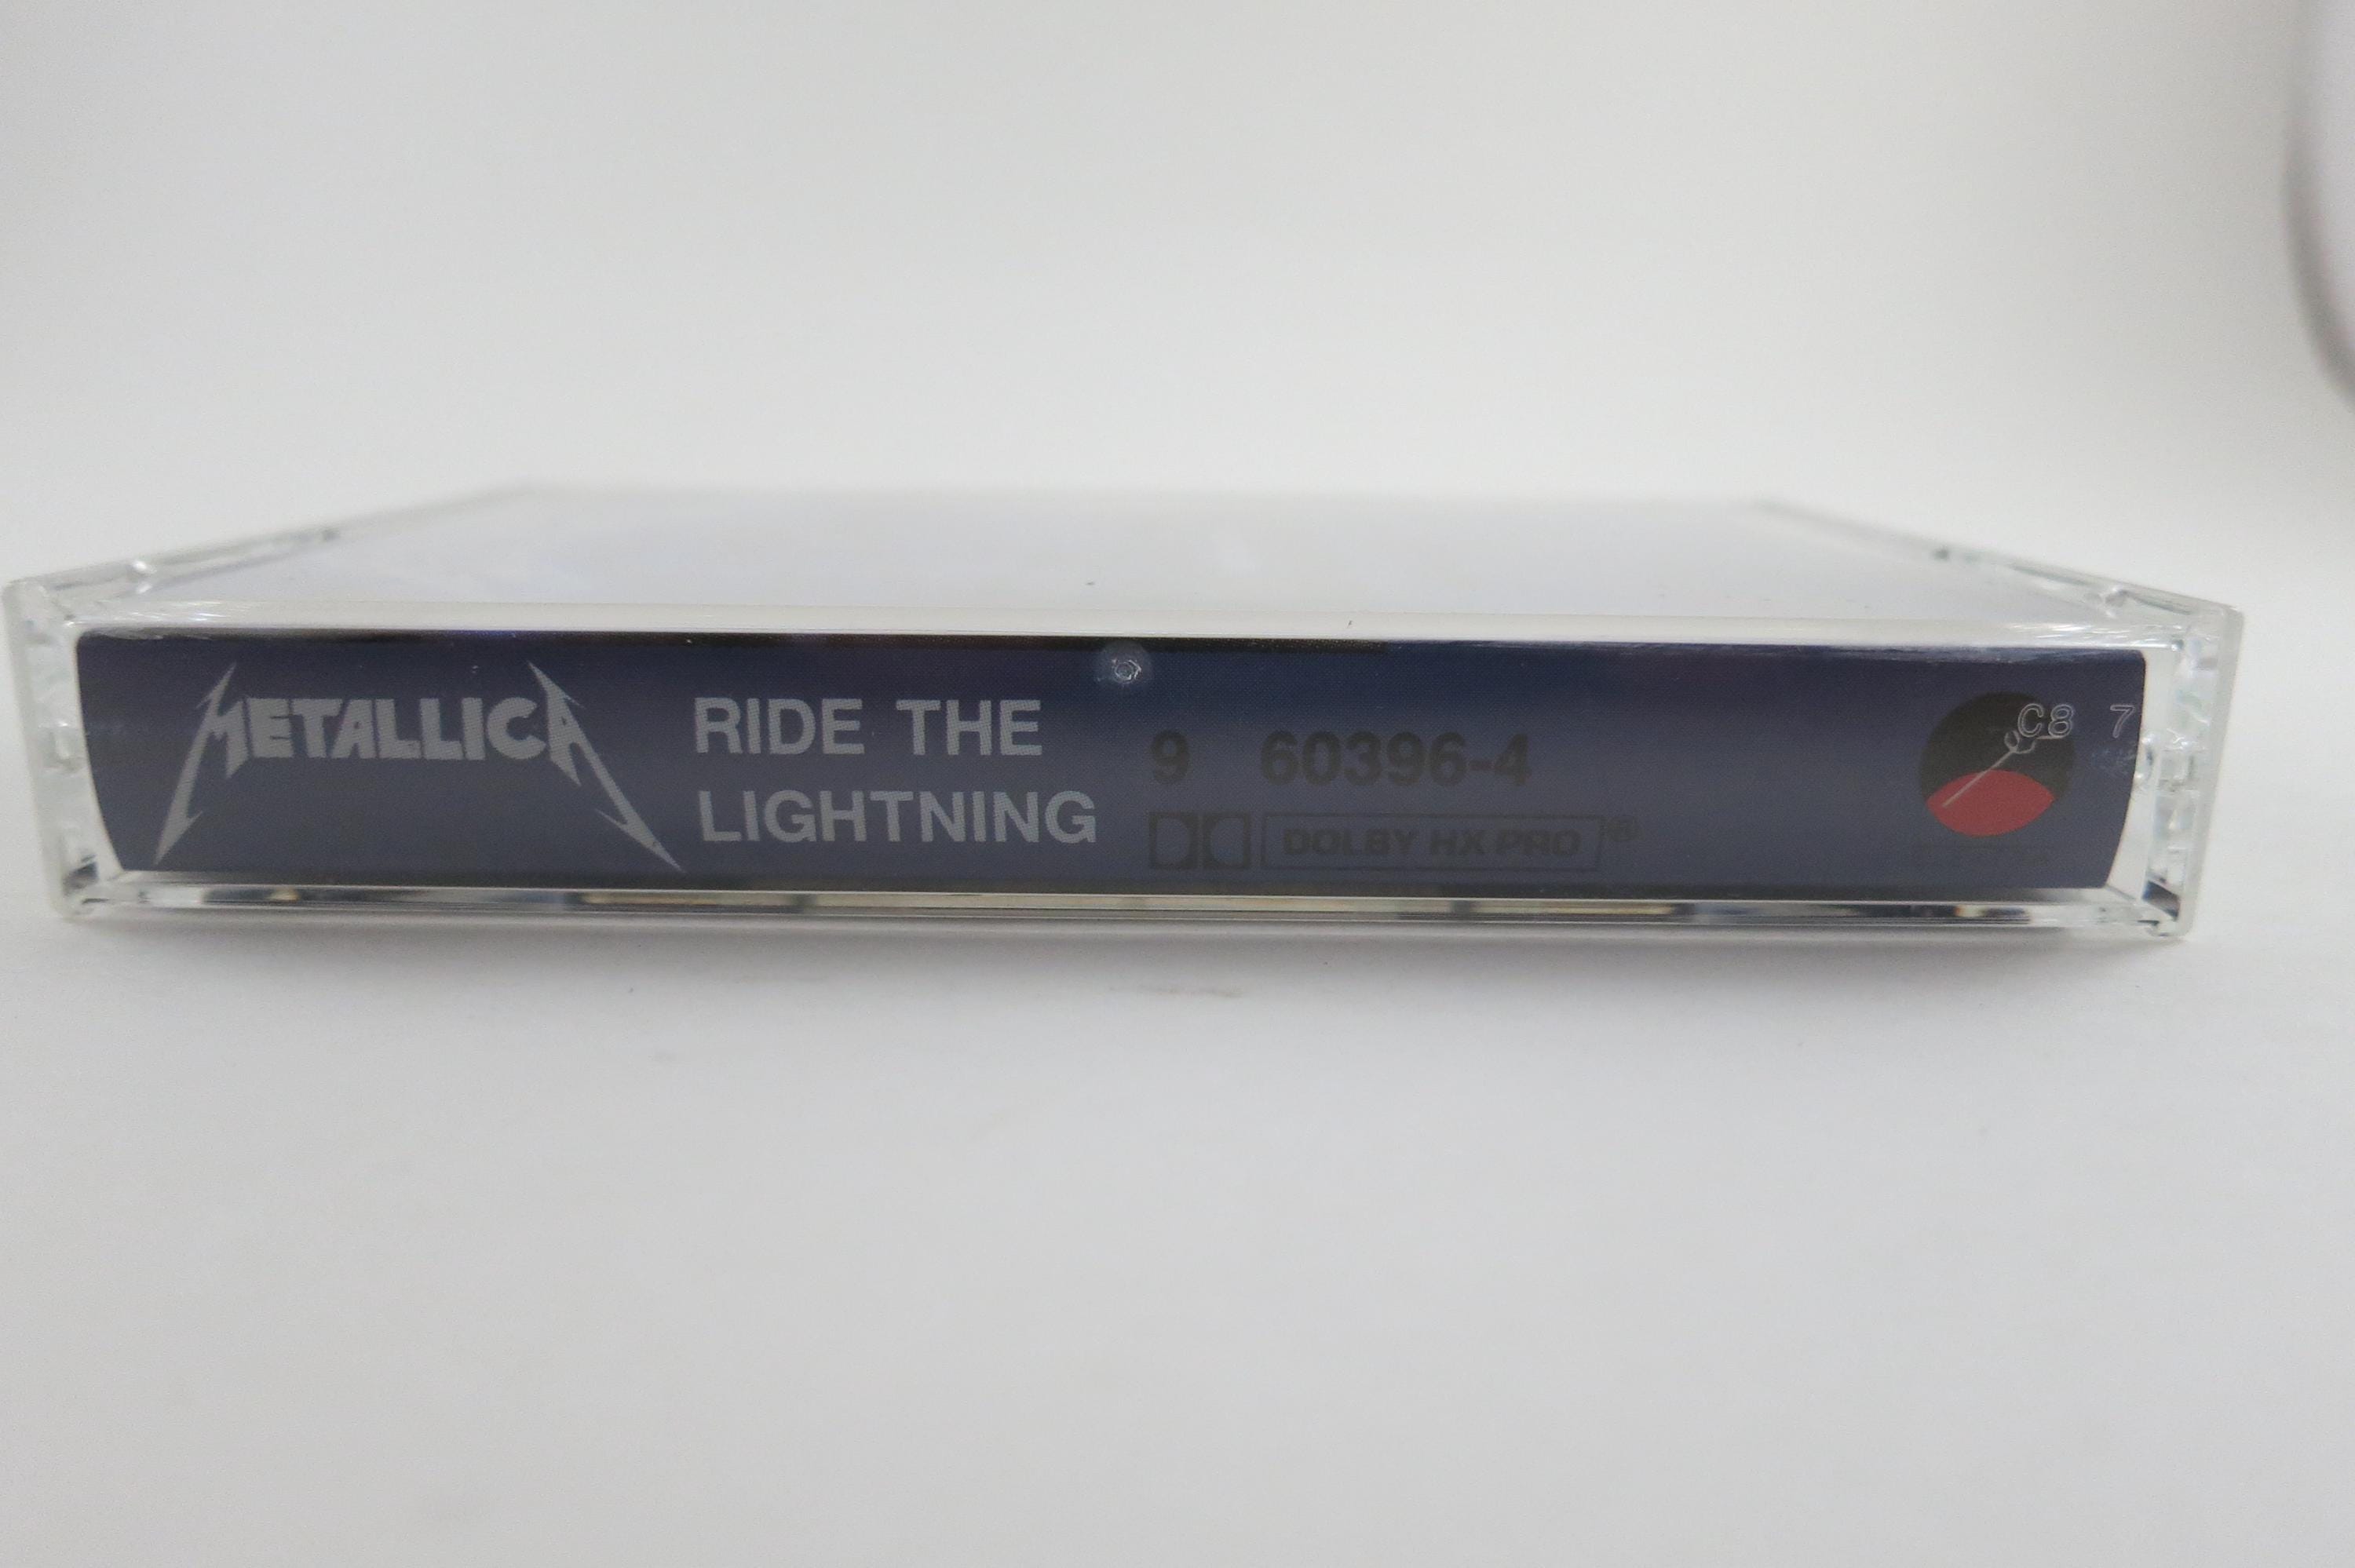 METALLICA
RIDE THE
LIGHTNING
9 60396-4
DOLBY HX PRO®
C8 7